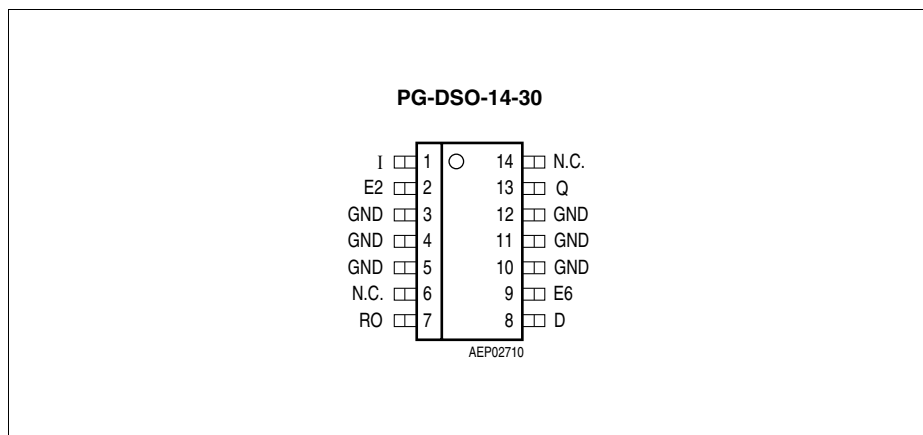 PG-DSO-14-30
I 1 14 N.C.
E2 2 13 Q
GND 3 12 GND
GND 4 11 GND
GND 5 10 GND
N.C. 6 9 E6
RO 7 8 D
AEP02710